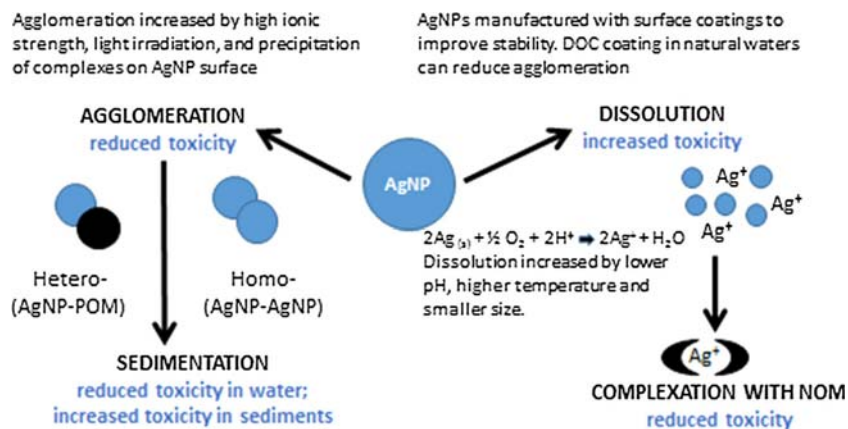 Agglomeration increased by high ionic
strength, light irradiation, and precipitation
of complexes on AgNP surface
AgNPs manufactured with surface coatings to
improve stability. DOC coating in natural waters
can reduce agglomeration
AGGLOMERATION
reduced toxicity
DISSOLUTION
increased toxicity
AgNP
Ag⁺
Ag⁺
Ag⁺
2Ag (s) + ½ O₂ + 2H⁺ ➡ 2Ag⁺ + H₂O
Dissolution increased by lower
pH, higher temperature and
smaller size.
Hetero-
(AgNP-POM)
Homo-
(AgNP-AgNP)
SEDIMENTATION
reduced toxicity in water;
increased toxicity in sediments
Ag⁺
COMPLEXATION WITH NOM
reduced toxicity